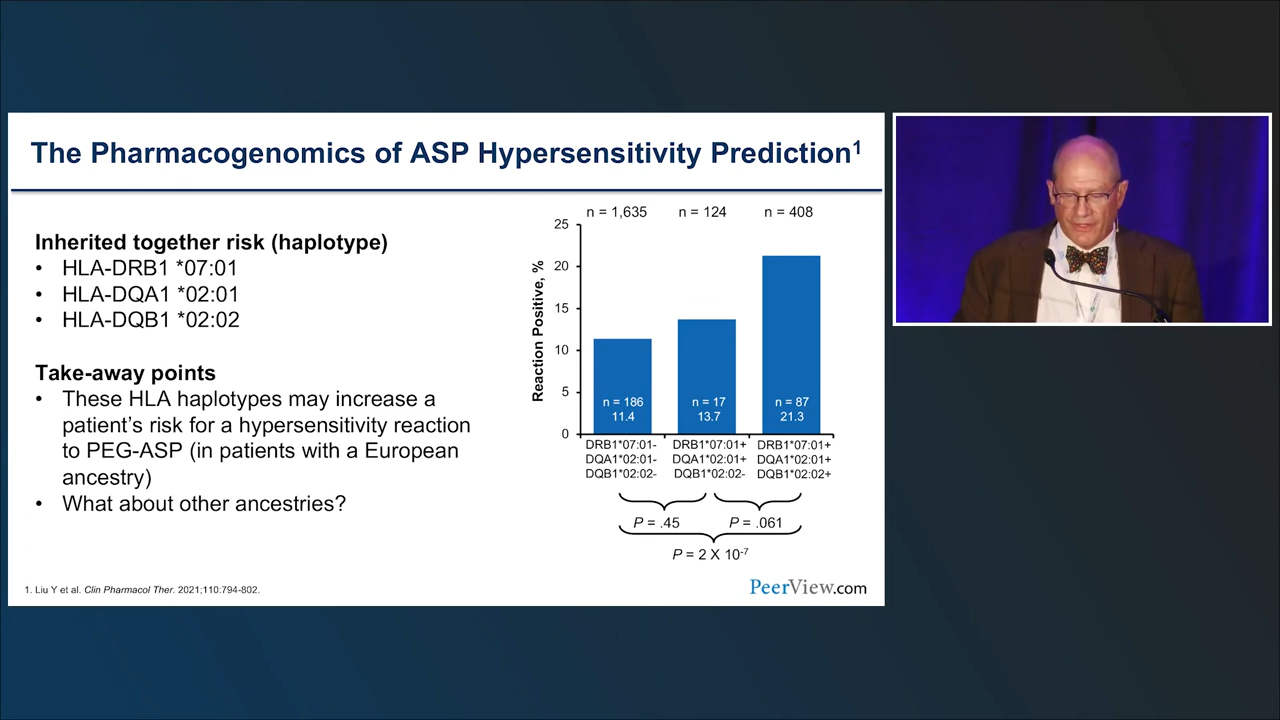 The Pharmacogenomics of ASP Hypersensitivity Prediction1
Inherited together risk (haplotype)
• HLA-DRB1 *07:01
• HLA-DQA1 *02:01
• HLA-DQB1 *02:02
Take-away points
• These HLA haplotypes may increase a
patient's risk for a hypersensitivity reaction
to PEG-ASP (in patients with a European
ancestry)
• What about other ancestries?
n = 1,635 n = 124 n = 408
Reaction Positive, %
25
20
15
10
5
0
n = 186 n = 17 n = 87
11.4 13.7 21.3
DRB1*07:01- DRB1*07:01+ DRB1*07:01+
DQA1*02:01- DQA1*02:01+ DQA1*02:01+
DQB1*02:02- DQB1*02:02- DQB1*02:02+
P = .45 P = .061
P = 2 X 10-7
1. Liu Y et al. Clin Pharmacol Ther. 2021;110:794-802.
PeerView.com